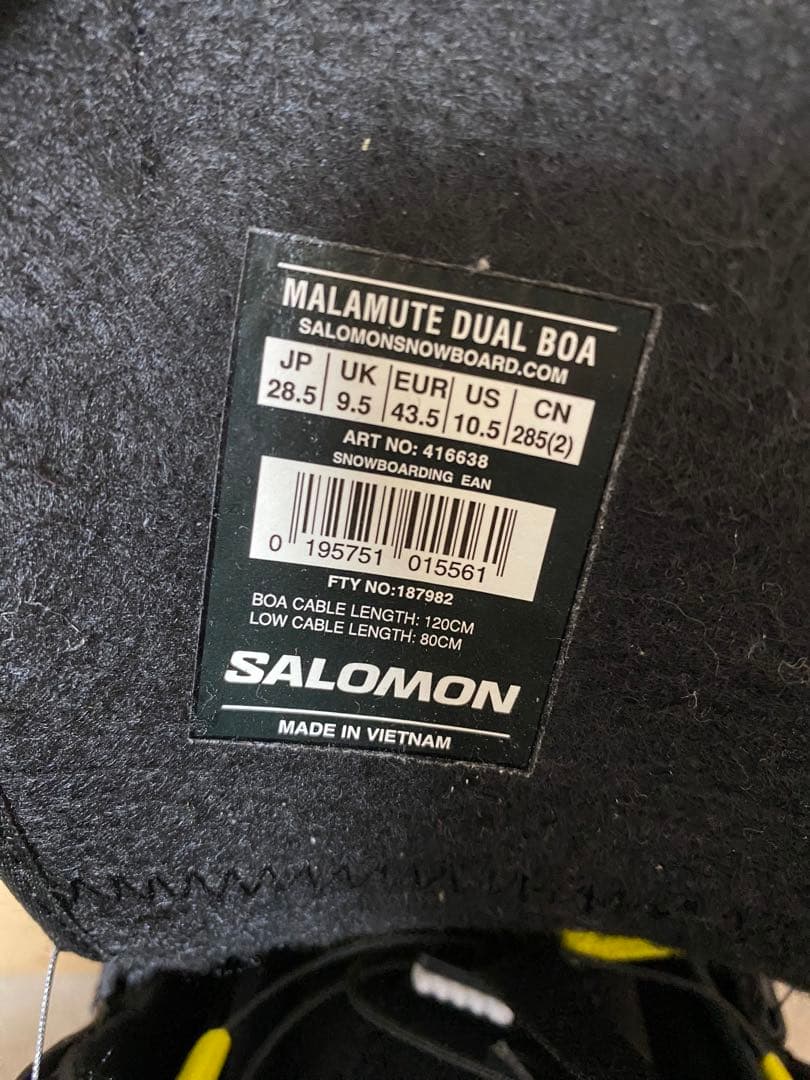 MALAMUTE DUAL BOA
SALOMONSNOWBOARD.COM
JP UK EUR US CN
28.5 9.5 43.5 10.5 285(2)
ART NO: 416638
SNOWBOARDING EAN
0 195751 015561
FTY NO:187982
BOA CABLE LENGTH: 120CM
LOW CABLE LENGTH: 80CM
SALOMON
MADE IN VIETNAM